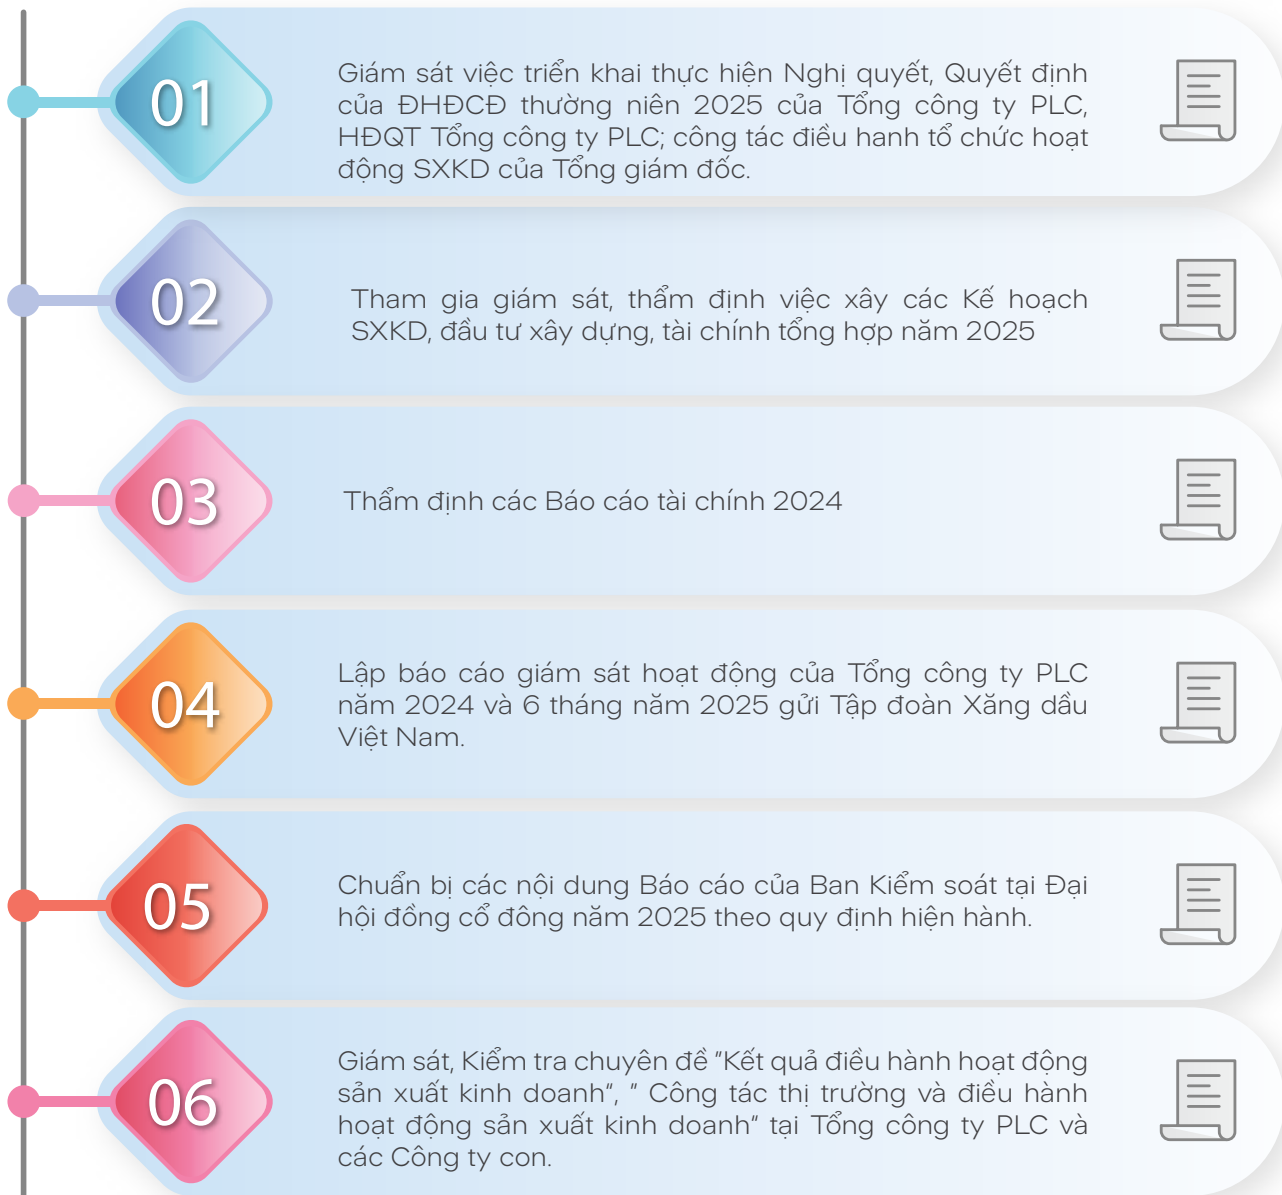 01
Giám sát việc triển khai thực hiện Nghị quyết, Quyết định
của ĐHĐCĐ thường niên 2025 của Tổng công ty PLC,
HĐQT Tổng công ty PLC; công tác điều hanh tổ chức hoạt
động SXKD của Tổng giám đốc.
02
Tham gia giám sát, thẩm định việc xây các Kế hoạch
SXKD, đầu tư xây dựng, tài chính tổng hợp năm 2025
03
Thẩm định các Báo cáo tài chính 2024
04
Lập báo cáo giám sát hoạt động của Tổng công ty PLC
năm 2024 và 6 tháng năm 2025 gửi Tập đoàn Xăng dầu
Việt Nam.
05
Chuẩn bị các nội dung Báo cáo của Ban Kiểm soát tại Đại
hội đồng cổ đông năm 2025 theo quy định hiện hành.
06
Giám sát, Kiểm tra chuyên đề "Kết quả điều hành hoạt động
sản xuất kinh doanh", " Công tác thị trường và điều hành
hoạt động sản xuất kinh doanh" tại Tổng công ty PLC và
các Công ty con.